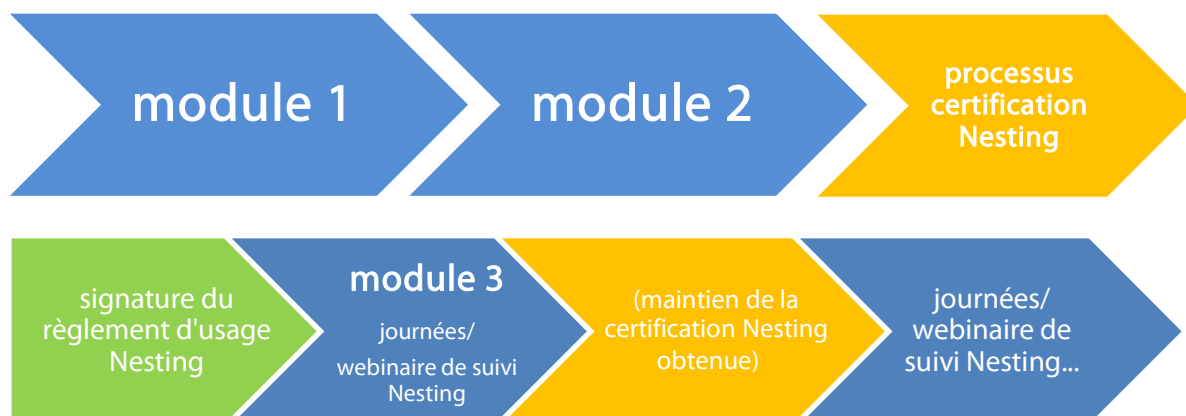 module 1
module 2
processus
certification
Nesting
signature du
règlement d'usage
Nesting
module 3
journées/
webinaire de suivi
Nesting
(maintien de la
certification Nesting
obtenue)
journées/
webinaire de
suivi Nesting...